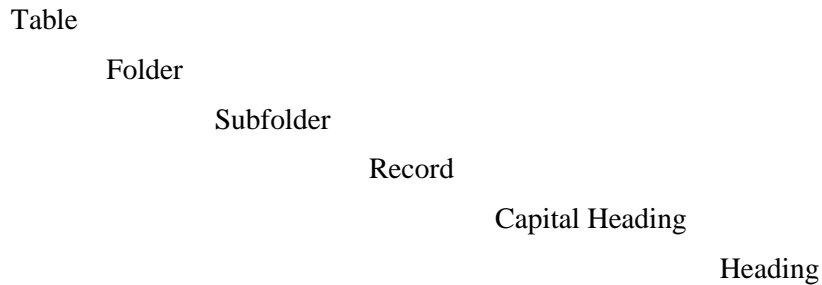 Table
Folder
Subfolder
Record
Capital Heading
Heading